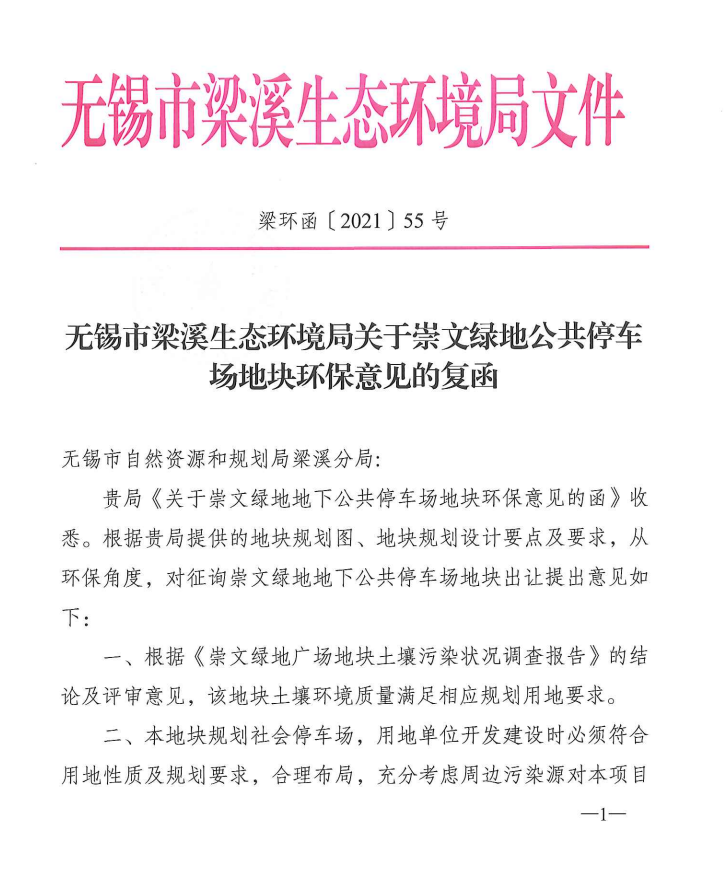 无锡市梁溪生态环境局文件
梁环函〔2021〕55 号
无锡市梁溪生态环境局关于崇文绿地公共停车
场地块环保意见的复函
无锡市自然资源和规划局梁溪分局：
贵局《关于崇文绿地地下公共停车场地块环保意见的函》收
悉。根据贵局提供的地块规划图、地块规划设计要点及要求，从
环保角度，对征询崇文绿地地下公共停车场地块出让提出意见如
下：
一、根据《崇文绿地广场地块土壤污染状况调查报告》的结
论及评审意见，该地块土壤环境质量满足相应规划用地要求。
二、本地块规划社会停车场，用地单位开发建设时必须符合
用地性质及规划要求，合理布局，充分考虑周边污染源对本项目
—1—